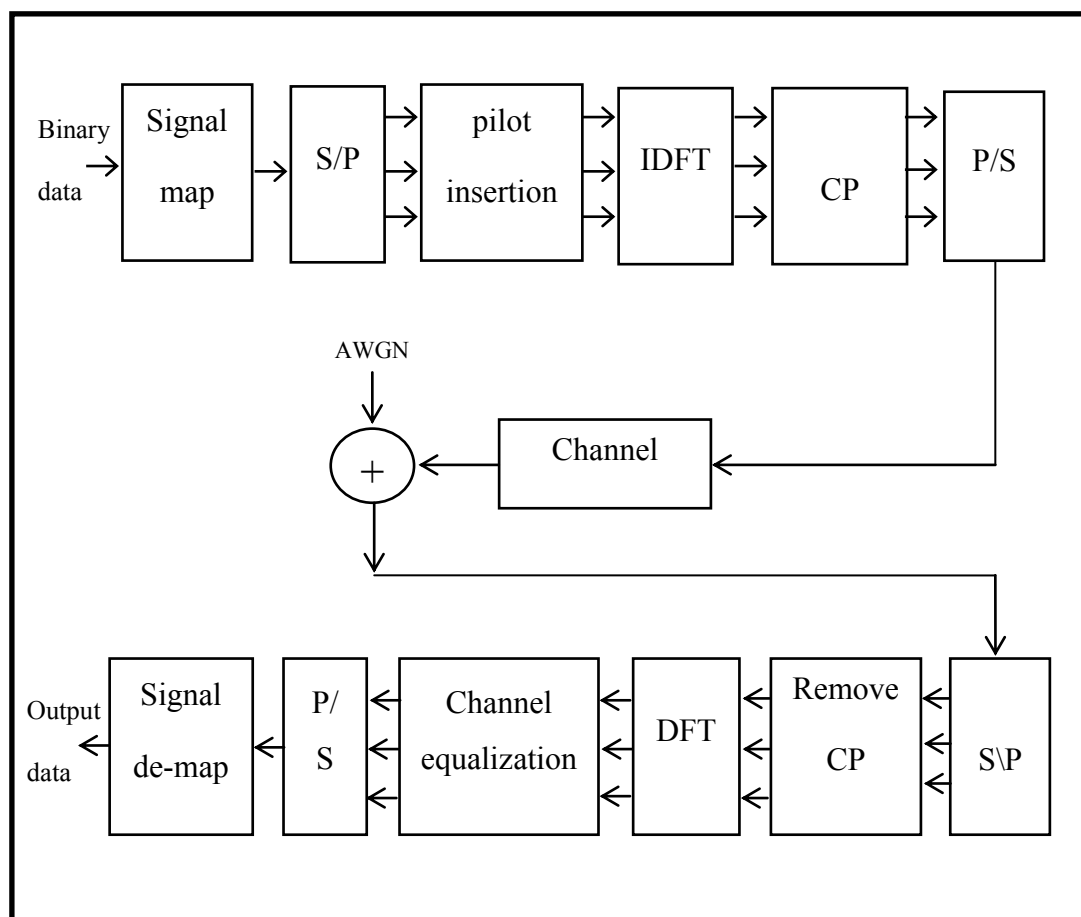 Binary
data
Signal
map
S/P
pilot
insertion
IDFT
CP
P/S
AWGN
+
Channel
Output
data
Signal
de-map
P/
S
Channel
equalization
DFT
Remove
CP
S\P